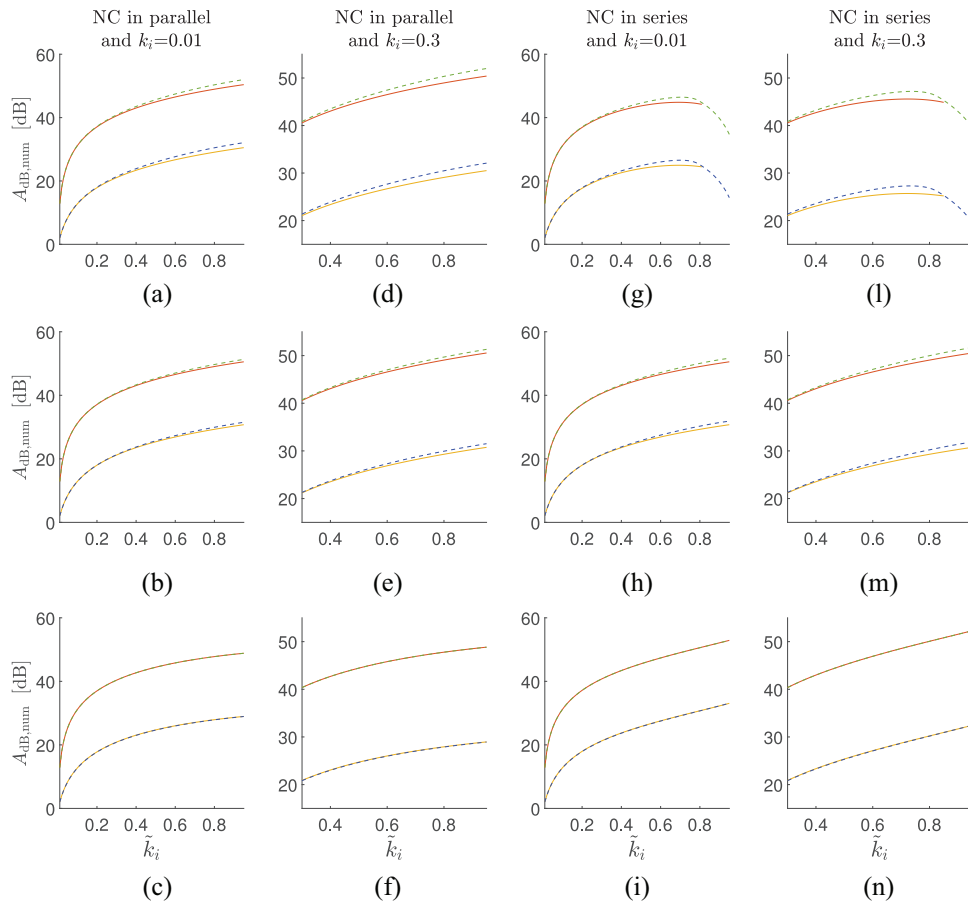 NC in parallel
and k_i=0.01
NC in parallel
and k_i=0.3
NC in series
and k_i=0.01
NC in series
and k_i=0.3
A_dB,num [dB]
60
40
20
0
0.2 0.4 0.6 0.8
(a)
50
40
30
20
0.4 0.6 0.8
(d)
60
40
20
0
0.2 0.4 0.6 0.8
(g)
50
40
30
20
0.4 0.6 0.8
(l)
A_dB,num [dB]
60
40
20
0
0.2 0.4 0.6 0.8
(b)
50
40
30
20
0.4 0.6 0.8
(e)
60
40
20
0
0.2 0.4 0.6 0.8
(h)
50
40
30
20
0.4 0.6 0.8
(m)
A_dB,num [dB]
60
40
20
0
0.2 0.4 0.6 0.8
k̃_i
(c)
50
40
30
20
0.4 0.6 0.8
k̃_i
(f)
60
40
20
0
0.2 0.4 0.6 0.8
k̃_i
(i)
50
40
30
20
0.4 0.6 0.8
k̃_i
(n)